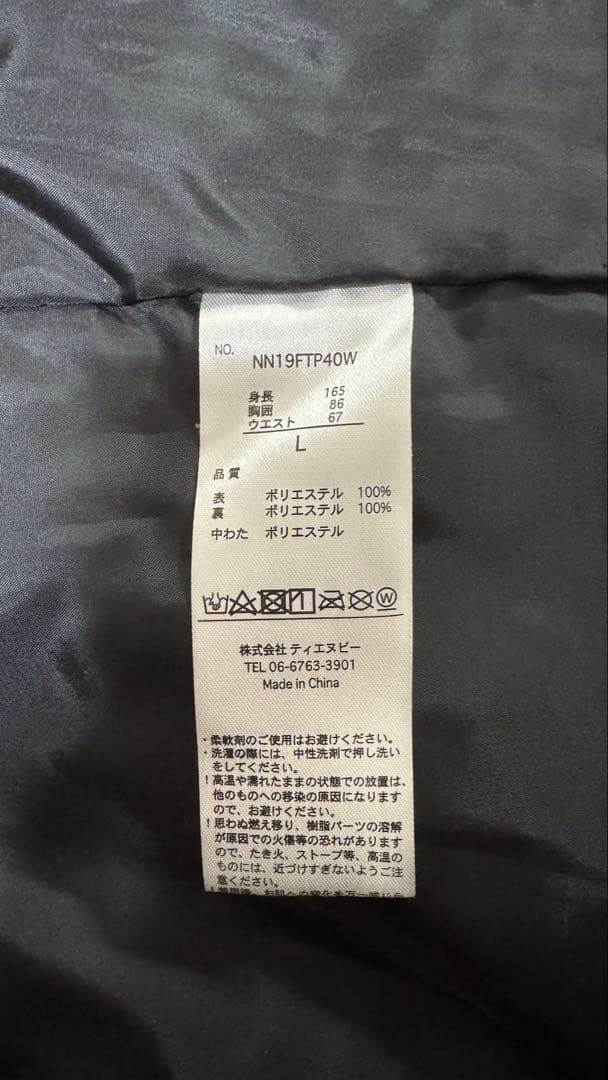 NO. NN19FTP40W
身長 165
胸囲 86
ウエスト 67
L
品質
表 ポリエステル 100%
裏 ポリエステル 100%
中わた ポリエステル
株式会社 ティエヌビー
TEL 06-6763-3901
Made in China
・柔軟剤のご使用はお避けください。
・洗濯の際には、中性洗剤で押し洗い
をしてください。
！高温や濡れたままの状態での放置は、
他のものへの移染の原因になります
ので、お避けください。
！思わぬ燃え移り、樹脂パーツの溶解
が原因での火傷等の恐れがあります
ので、たき火、ストーブ等、高温の
ものには、近づけすぎないようご注
意ください。